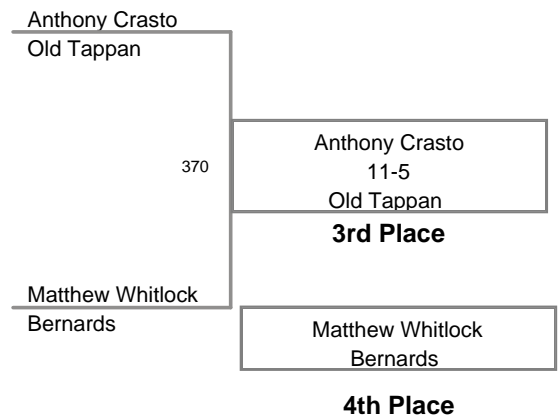 Anthony Crasto
Old Tappan
370
Anthony Crasto
11-5
Old Tappan
3rd Place
Matthew Whitlock
Bernards
Matthew Whitlock
Bernards
4th Place